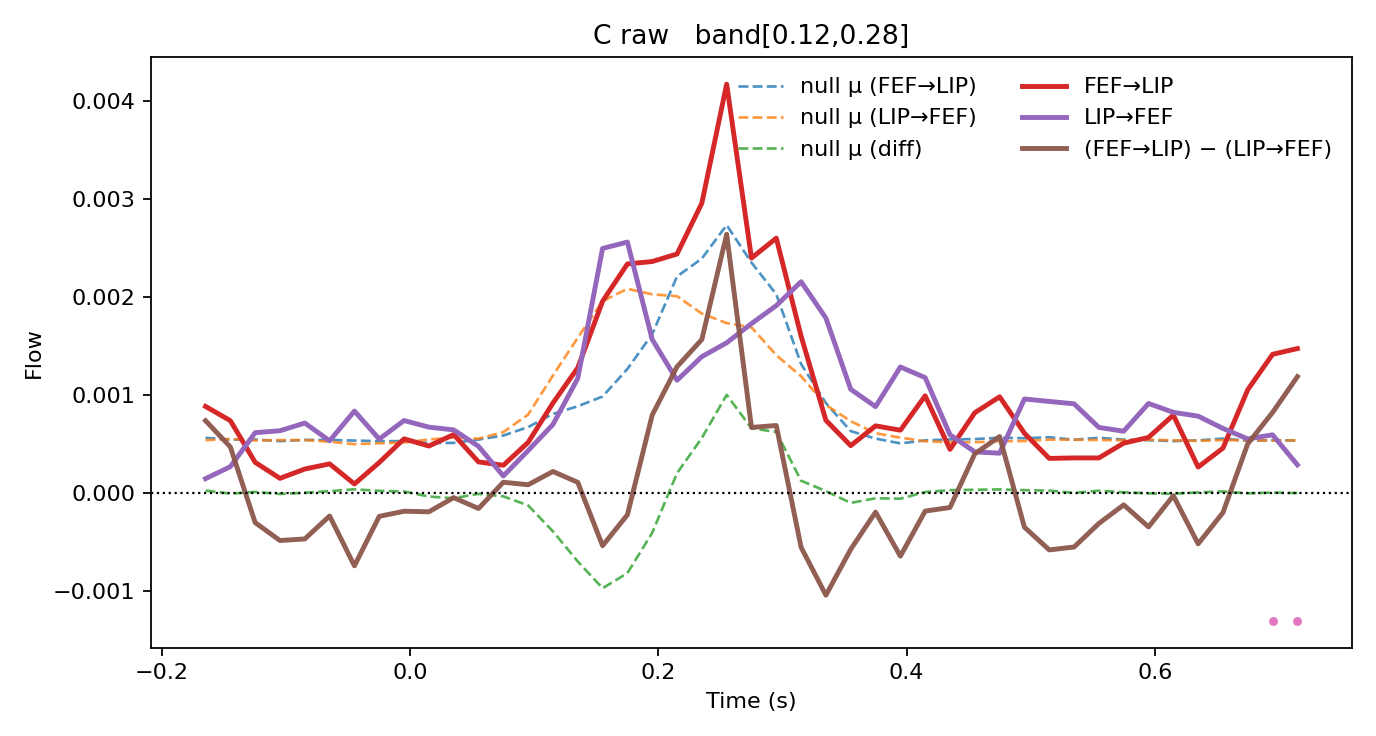 C raw   band[0.12,0.28]
null μ (FEF→LIP)
null μ (LIP→FEF)
null μ (diff)
FEF→LIP
LIP→FEF
(FEF→LIP) − (LIP→FEF)
Flow
0.004
0.003
0.002
0.001
0.000
−0.001
−0.2
0.0
0.2
0.4
0.6
Time (s)